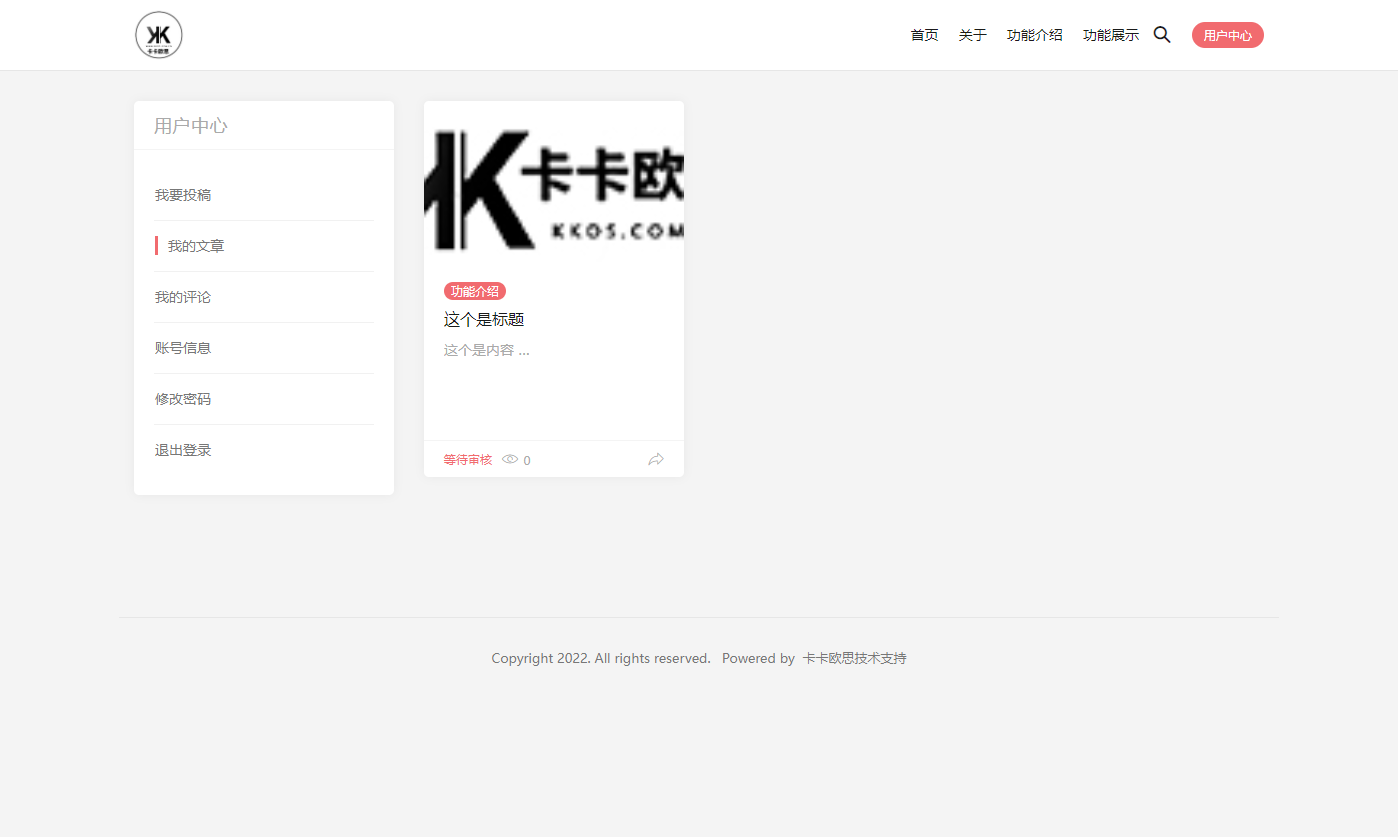 卡卡欧思
首页 关于 功能介绍 功能展示 用户中心
用户中心
我要投稿
我的文章
我的评论
账号信息
修改密码
退出登录
K卡卡欧
KKOS.COM
功能介绍
这个是标题
这个是内容 ...
等待审核 0
Copyright 2022. All rights reserved. Powered by 卡卡欧思技术支持